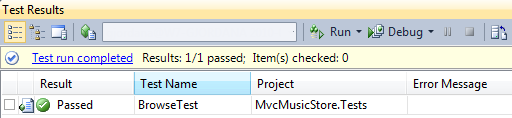 Test Results
Run Debug
Test run completed Results: 1/1 passed; Item(s) checked: 0
Result Test Name Project Error Message
Passed BrowseTest MvcMusicStore.Tests